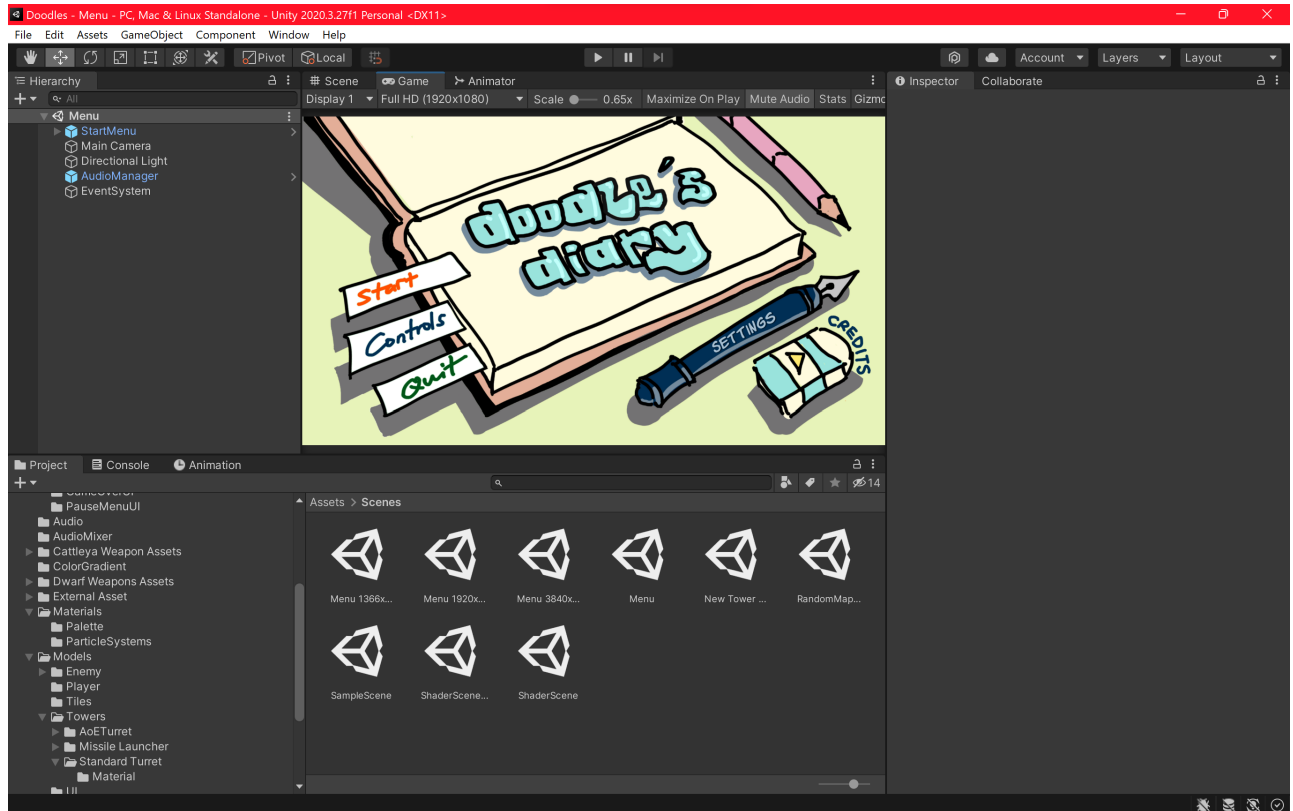 Doodles - Menu - PC, Mac & Linux Standalone - Unity 2020.3.27f1 Personal <DX11>
File Edit Assets GameObject Component Window Help
Pivot Local Account Layers Layout
Hierarchy
All
Menu
StartMenu
Main Camera
Directional Light
AudioManager
EventSystem
Scene Game Animator
Display 1 Full HD (1920x1080) Scale 0.65x Maximize On Play Mute Audio Stats Gizmo
doodle's
diary
Start
Controls
Quit
SETTINGS
CREDITS
Inspector Collaborate
Project Console Animation
14
PauseMenuUI
Audio
AudioMixer
Cattleya Weapon Assets
ColorGradient
Dwarf Weapons Assets
External Asset
Materials
Palette
ParticleSystems
Models
Enemy
Player
Tiles
Towers
AoETurret
Missile Launcher
Standard Turret
Material
UI
Assets > Scenes
Menu 1366x... Menu 1920x... Menu 3840x... Menu New Tower ... RandomMap...
SampleScene ShaderScene... ShaderScene